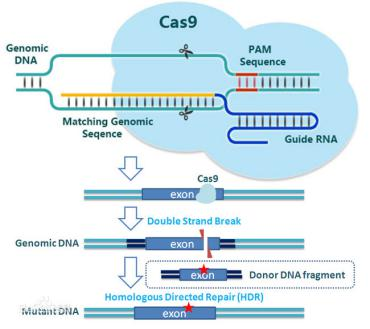 Cas9
Genomic
DNA
PAM
Sequence
Matching Genomic
Seqence
Guide RNA
Cas9
exon
Double Strand Break
Genomic DNA
exon
exon
Donor DNA fragment
Homologous Directed Repair (HDR)
Mutant DNA
exon